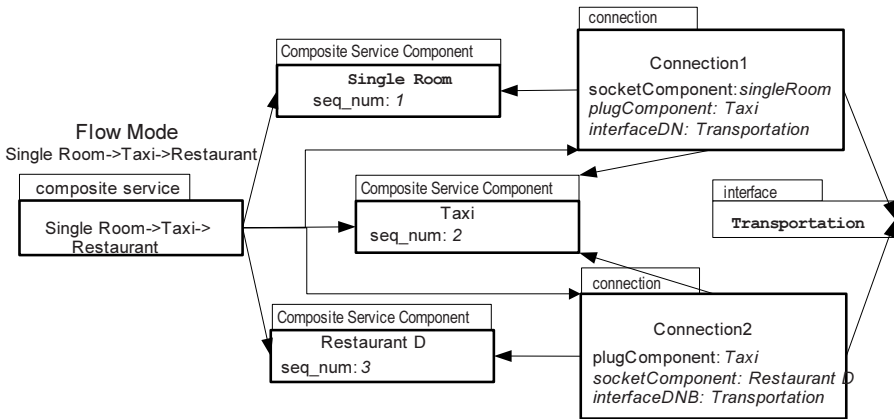 connection
Composite Service Component
Single Room
seq_num: 1
Connection1
socketComponent: singleRoom
plugComponent: Taxi
interfaceDN: Transportation
Flow Mode
Single Room->Taxi->Restaurant
composite service
Single Room->Taxi->
Restaurant
Composite Service Component
Taxi
seq_num: 2
interface
Transportation
connection
Composite Service Component
Restaurant D
seq_num: 3
Connection2
plugComponent: Taxi
socketComponent: Restaurant D
interfaceDNB: Transportation